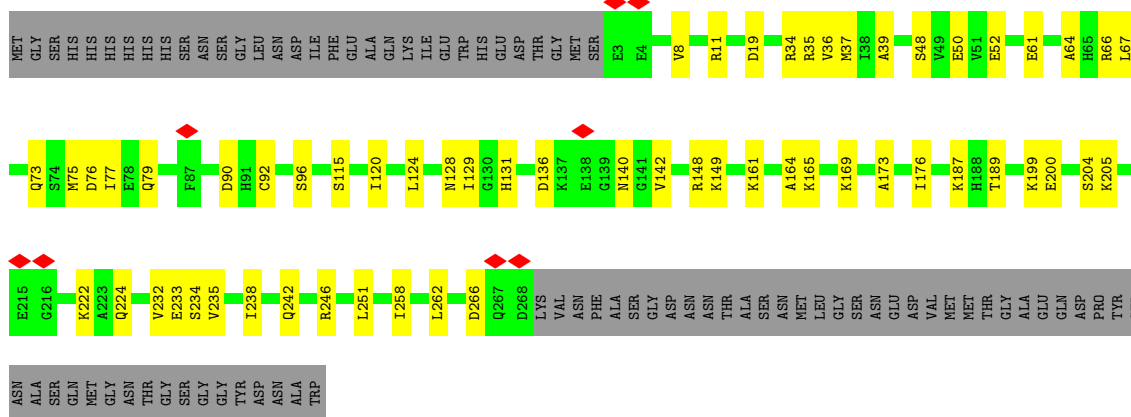 MET GLY SER HIS HIS HIS HIS HIS HIS SER ASN SER GLY LEU ASN ASP ILE PHE GLU ALA GLN LYS ILE GLU TRP HIS GLU ASP THR GLY MET SER E3 E4 V8 R11 D19 R34 R35 V36 M37 I38 A39 S48 V49 E50 V51 E52 E61 A64 H65 R66 L67
Q73 S74 M75 D76 I77 E78 Q79 F87 D90 H91 C92 S96 S115 I120 L124 N128 I129 G130 H131 D136 K137 E138 G139 N140 G141 V142 R148 K149 K161 A164 K165 K169 A173 I176 K187 H188 T189 K199 E200 S204 K205
E215 G216 K222 A223 Q224 V232 E233 S234 V235 I238 Q242 R246 L251 I258 L262 D266 Q267 D268 LYS VAL ASN PHE ALA SER GLY ASP ASN ASN THR ALA SER ASN MET LEU GLY SER ASN GLU ASP VAL MET MET THR GLY ALA GLU GLN ASP PRO TYR
ASN ALA SER GLN MET GLY ASN THR GLY SER GLY GLY TYR ASP ASN ALA TRP